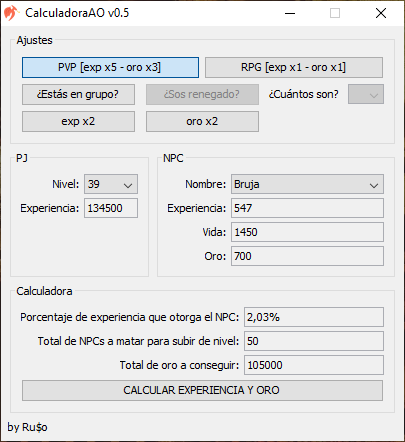 CalculadoraAO v0.5
Ajustes
PVP [exp x5 - oro x3]
RPG [exp x1 - oro x1]
¿Estás en grupo?
¿Sos renegado?
¿Cuántos son?
exp x2
oro x2
PJ
Nivel: 39
Experiencia: 134500
NPC
Nombre: Bruja
Experiencia: 547
Vida: 1450
Oro: 700
Calculadora
Porcentaje de experiencia que otorga el NPC: 2,03%
Total de NPCs a matar para subir de nivel: 50
Total de oro a conseguir: 105000
CALCULAR EXPERIENCIA Y ORO
by Ru$o